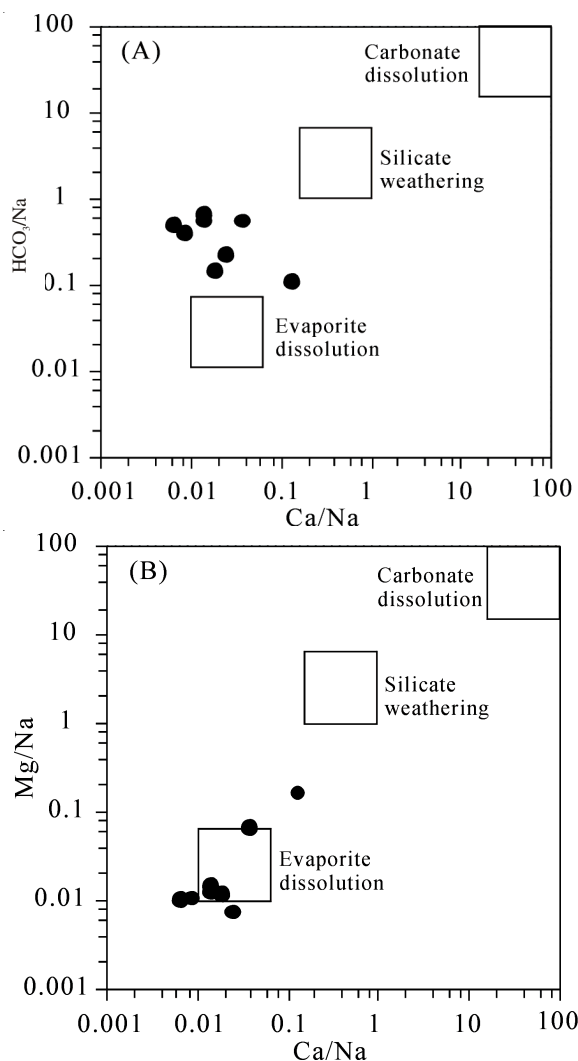 (A)
100
10
1
0.1
0.01
0.001
HCO₃/Na
Carbonate
dissolution
Silicate
weathering
Evaporite
dissolution
0.001 0.01 0.1 1 10 100
Ca/Na
(B)
100
10
1
0.1
0.01
0.001
Mg/Na
Carbonate
dissolution
Silicate
weathering
Evaporite
dissolution
0.001 0.01 0.1 1 10 100
Ca/Na